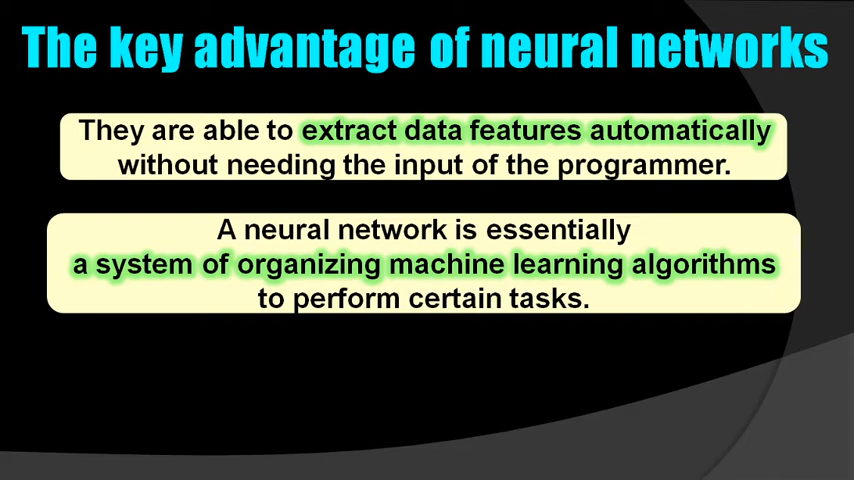 The key advantage of neural networks
They are able to extract data features automatically
without needing the input of the programmer.
A neural network is essentially
a system of organizing machine learning algorithms
to perform certain tasks.